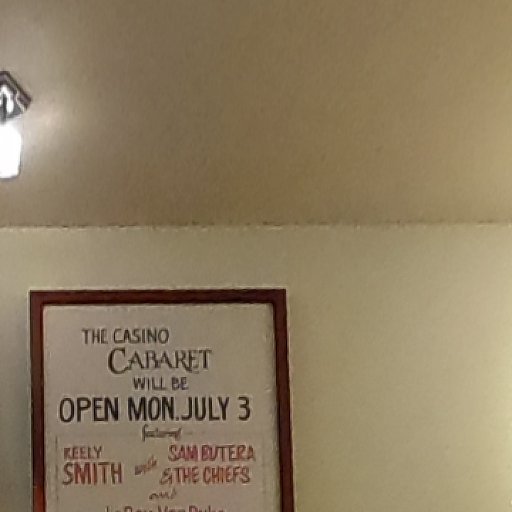 THE CASINO
CABARET
WILL BE
OPEN MON. JULY 3
featuring
KEELY SMITH with SAM BUTERA & THE CHIEFS
and